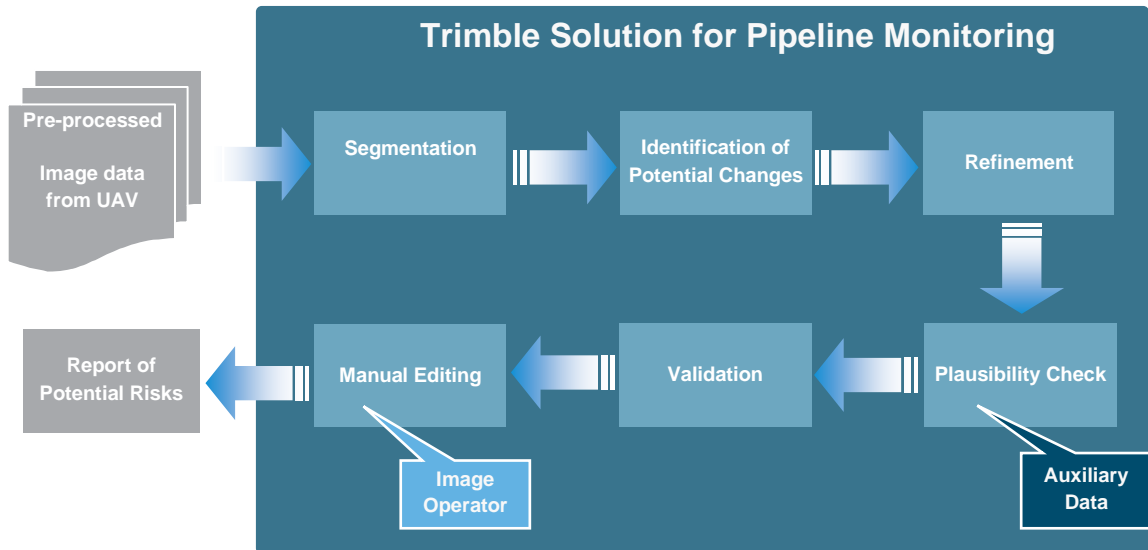 Trimble Solution for Pipeline Monitoring
Pre-processed
Image data
from UAV
Segmentation
Identification of
Potential Changes
Refinement
Plausibility Check
Auxiliary
Data
Validation
Manual Editing
Image
Operator
Report of
Potential Risks